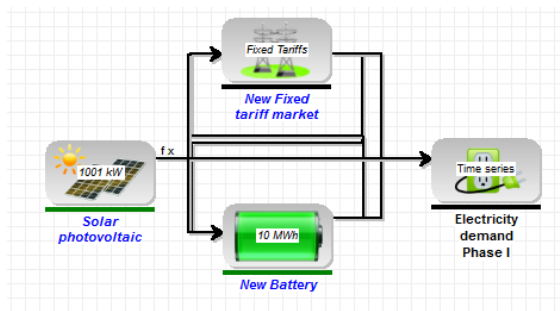 Fixed Tariffs
New Fixed
tariff market
f x
1001 kW
Time series
Solar
photovoltaic
Electricity
demand
Phase I
10 MWh
New Battery